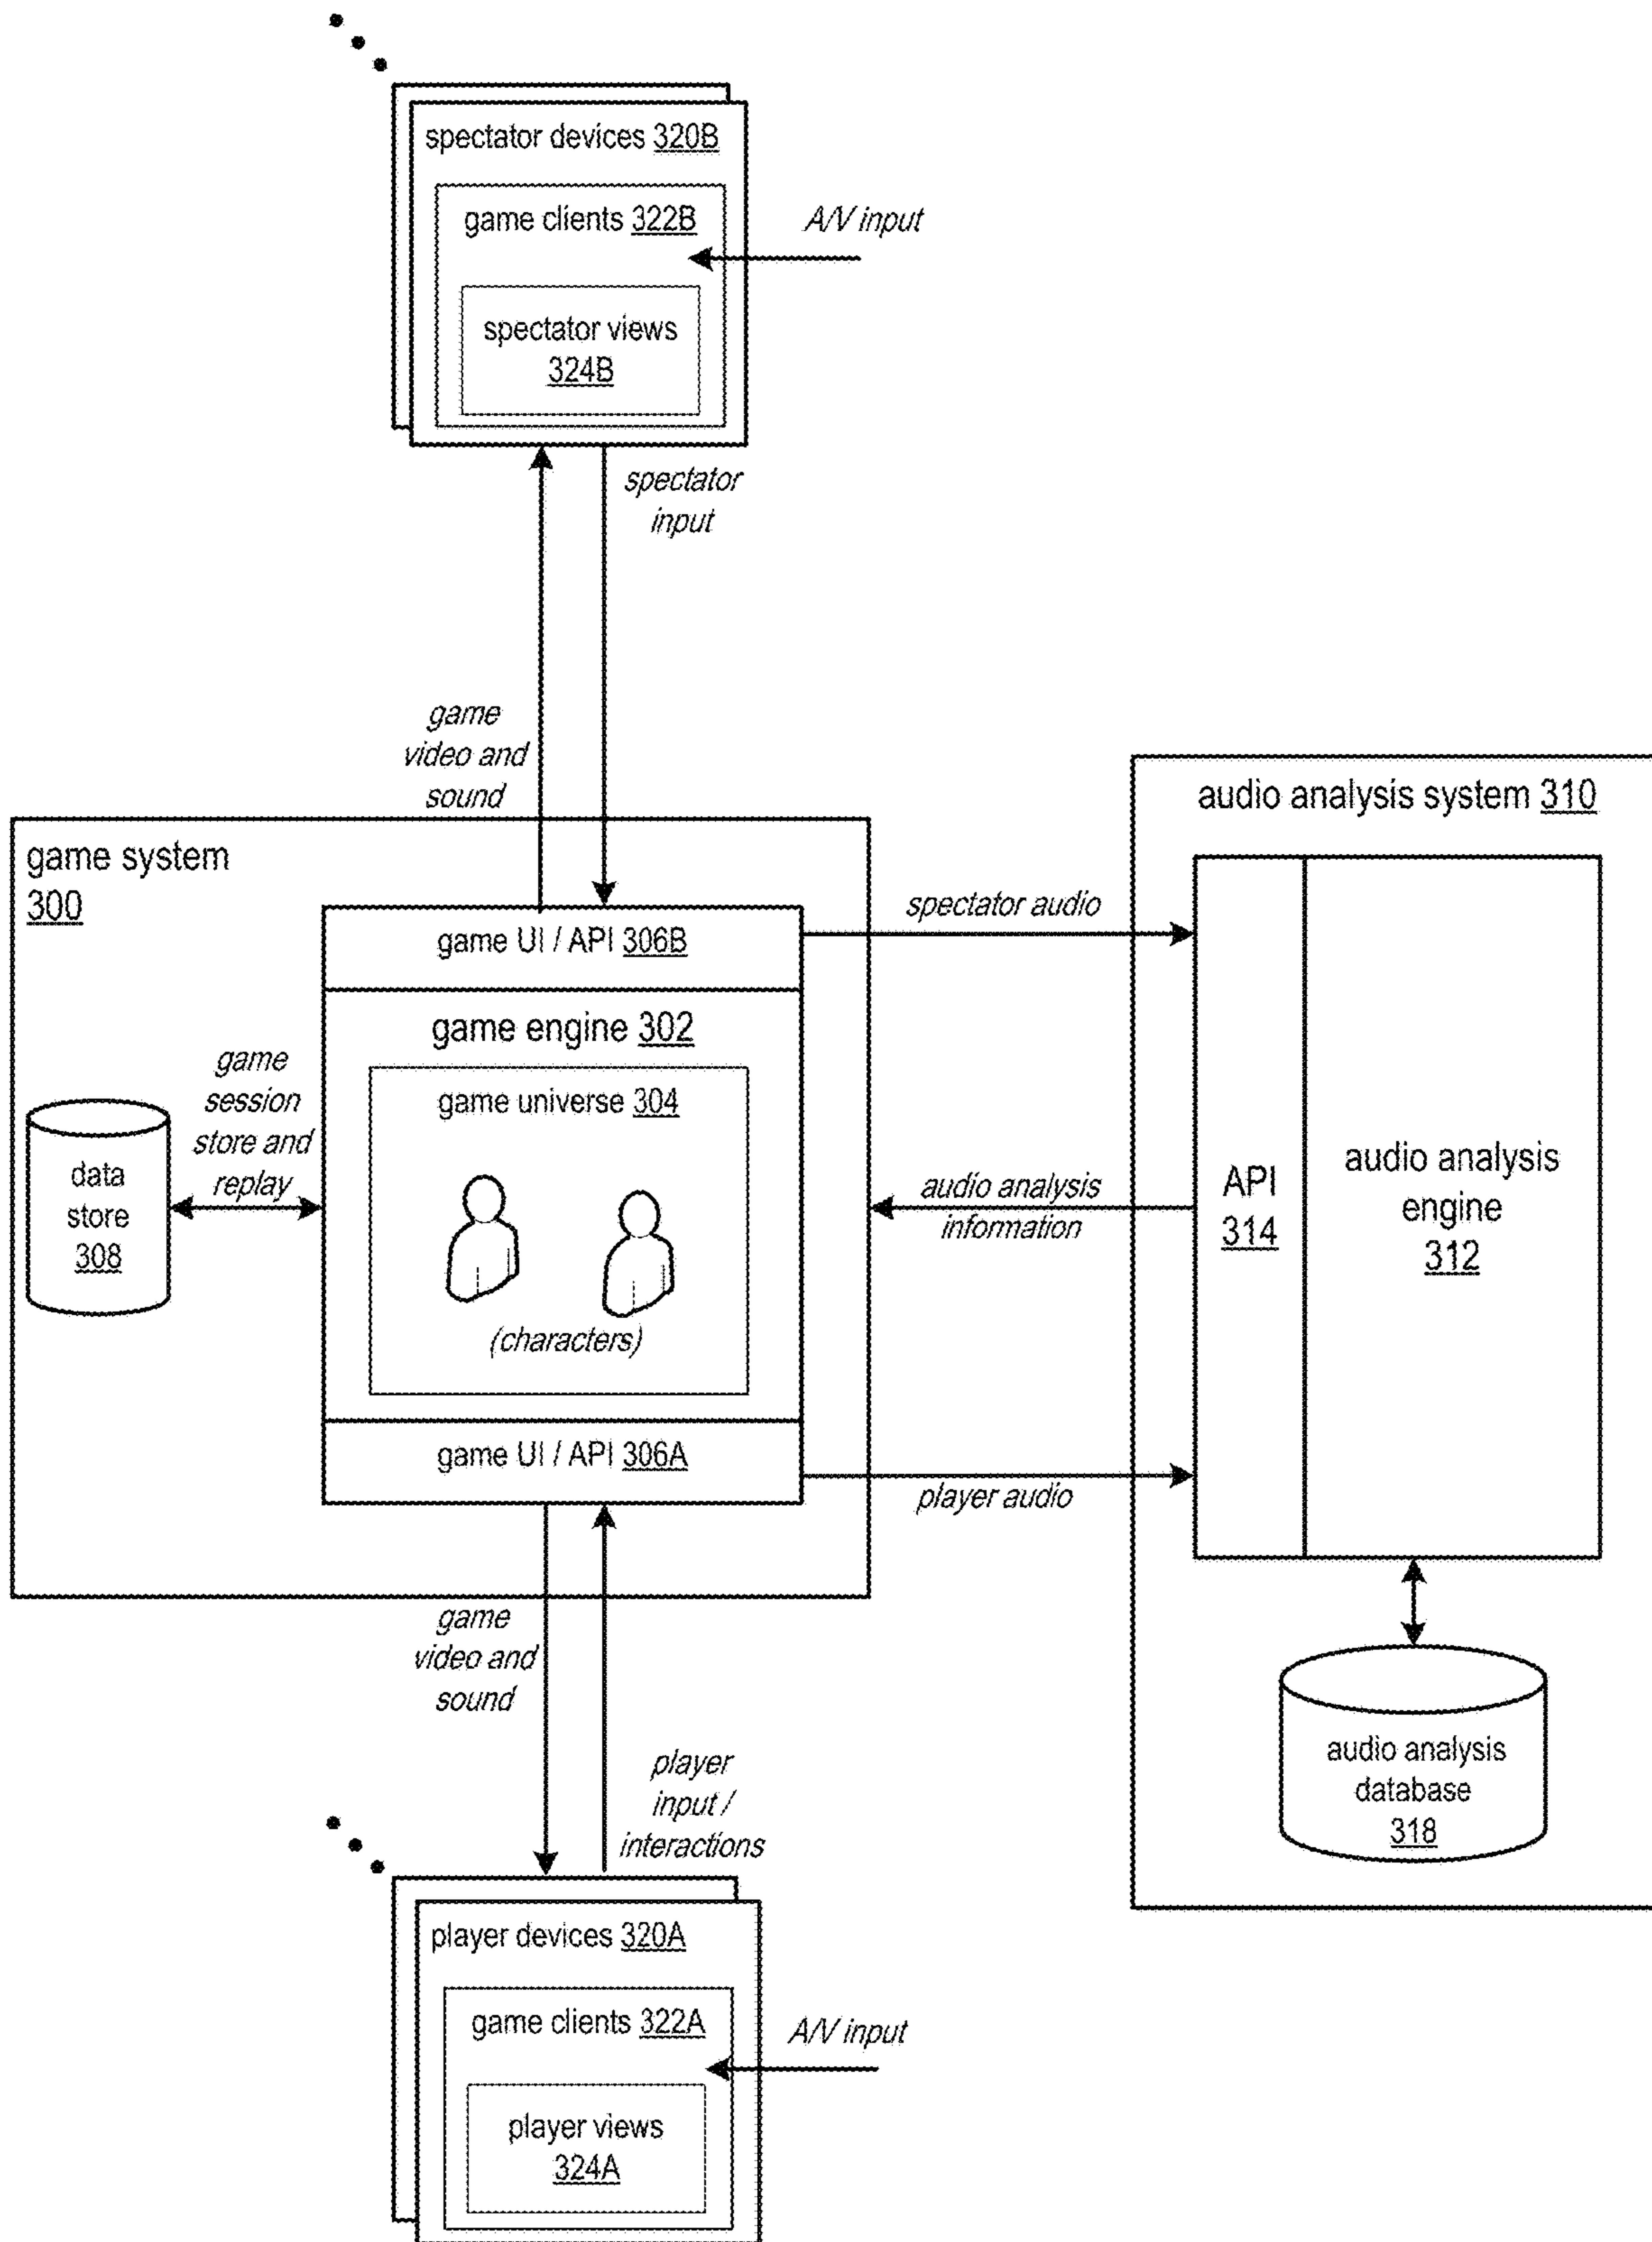 spectator devices 320B
game clients 322B
A/V input
spectator views
324B
spectator
input
game
video and
sound
audio analysis system 310
game system
300
spectator audio
game UI / API 306B
game engine 302
game
session
store and
replay
game universe 304
data
store
308
API
314
audio analysis
engine
312
audio analysis
information
(characters)
game UI / API 306A
player audio
game
video and
sound
player
input /
interactions
audio analysis
database
318
player devices 320A
game clients 322A
A/V input
player views
324A